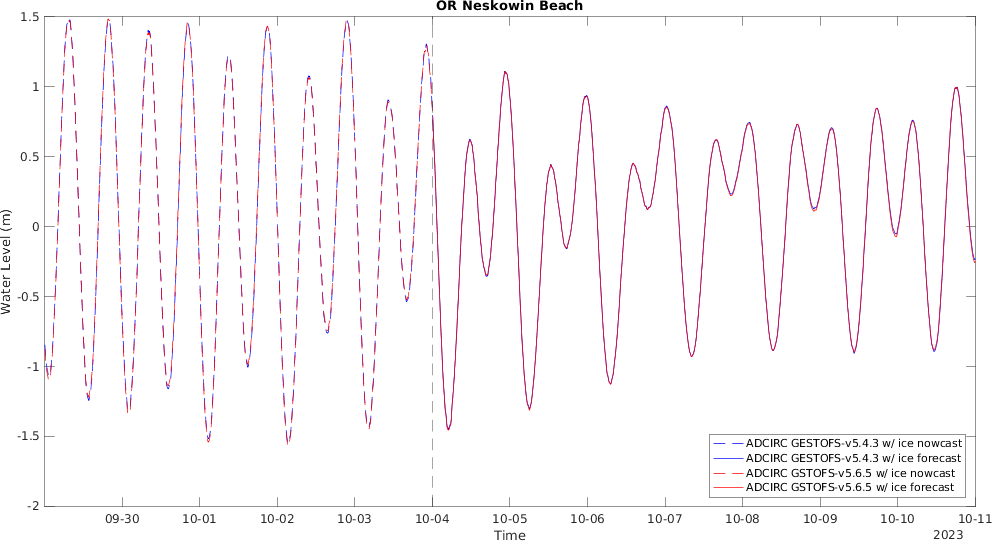 OR Neskowin Beach
1.5
1
0.5
0
-0.5
-1
-1.5
-2
Water Level (m)
ADCIRC GESTOFS-v5.4.3 w/ ice nowcast
ADCIRC GESTOFS-v5.4.3 w/ ice forecast
ADCIRC GSTOFS-v5.6.5 w/ ice nowcast
ADCIRC GSTOFS-v5.6.5 w/ ice forecast
09-30 10-01 10-02 10-03 10-04 10-05 10-06 10-07 10-08 10-09 10-10 10-11
Time 2023